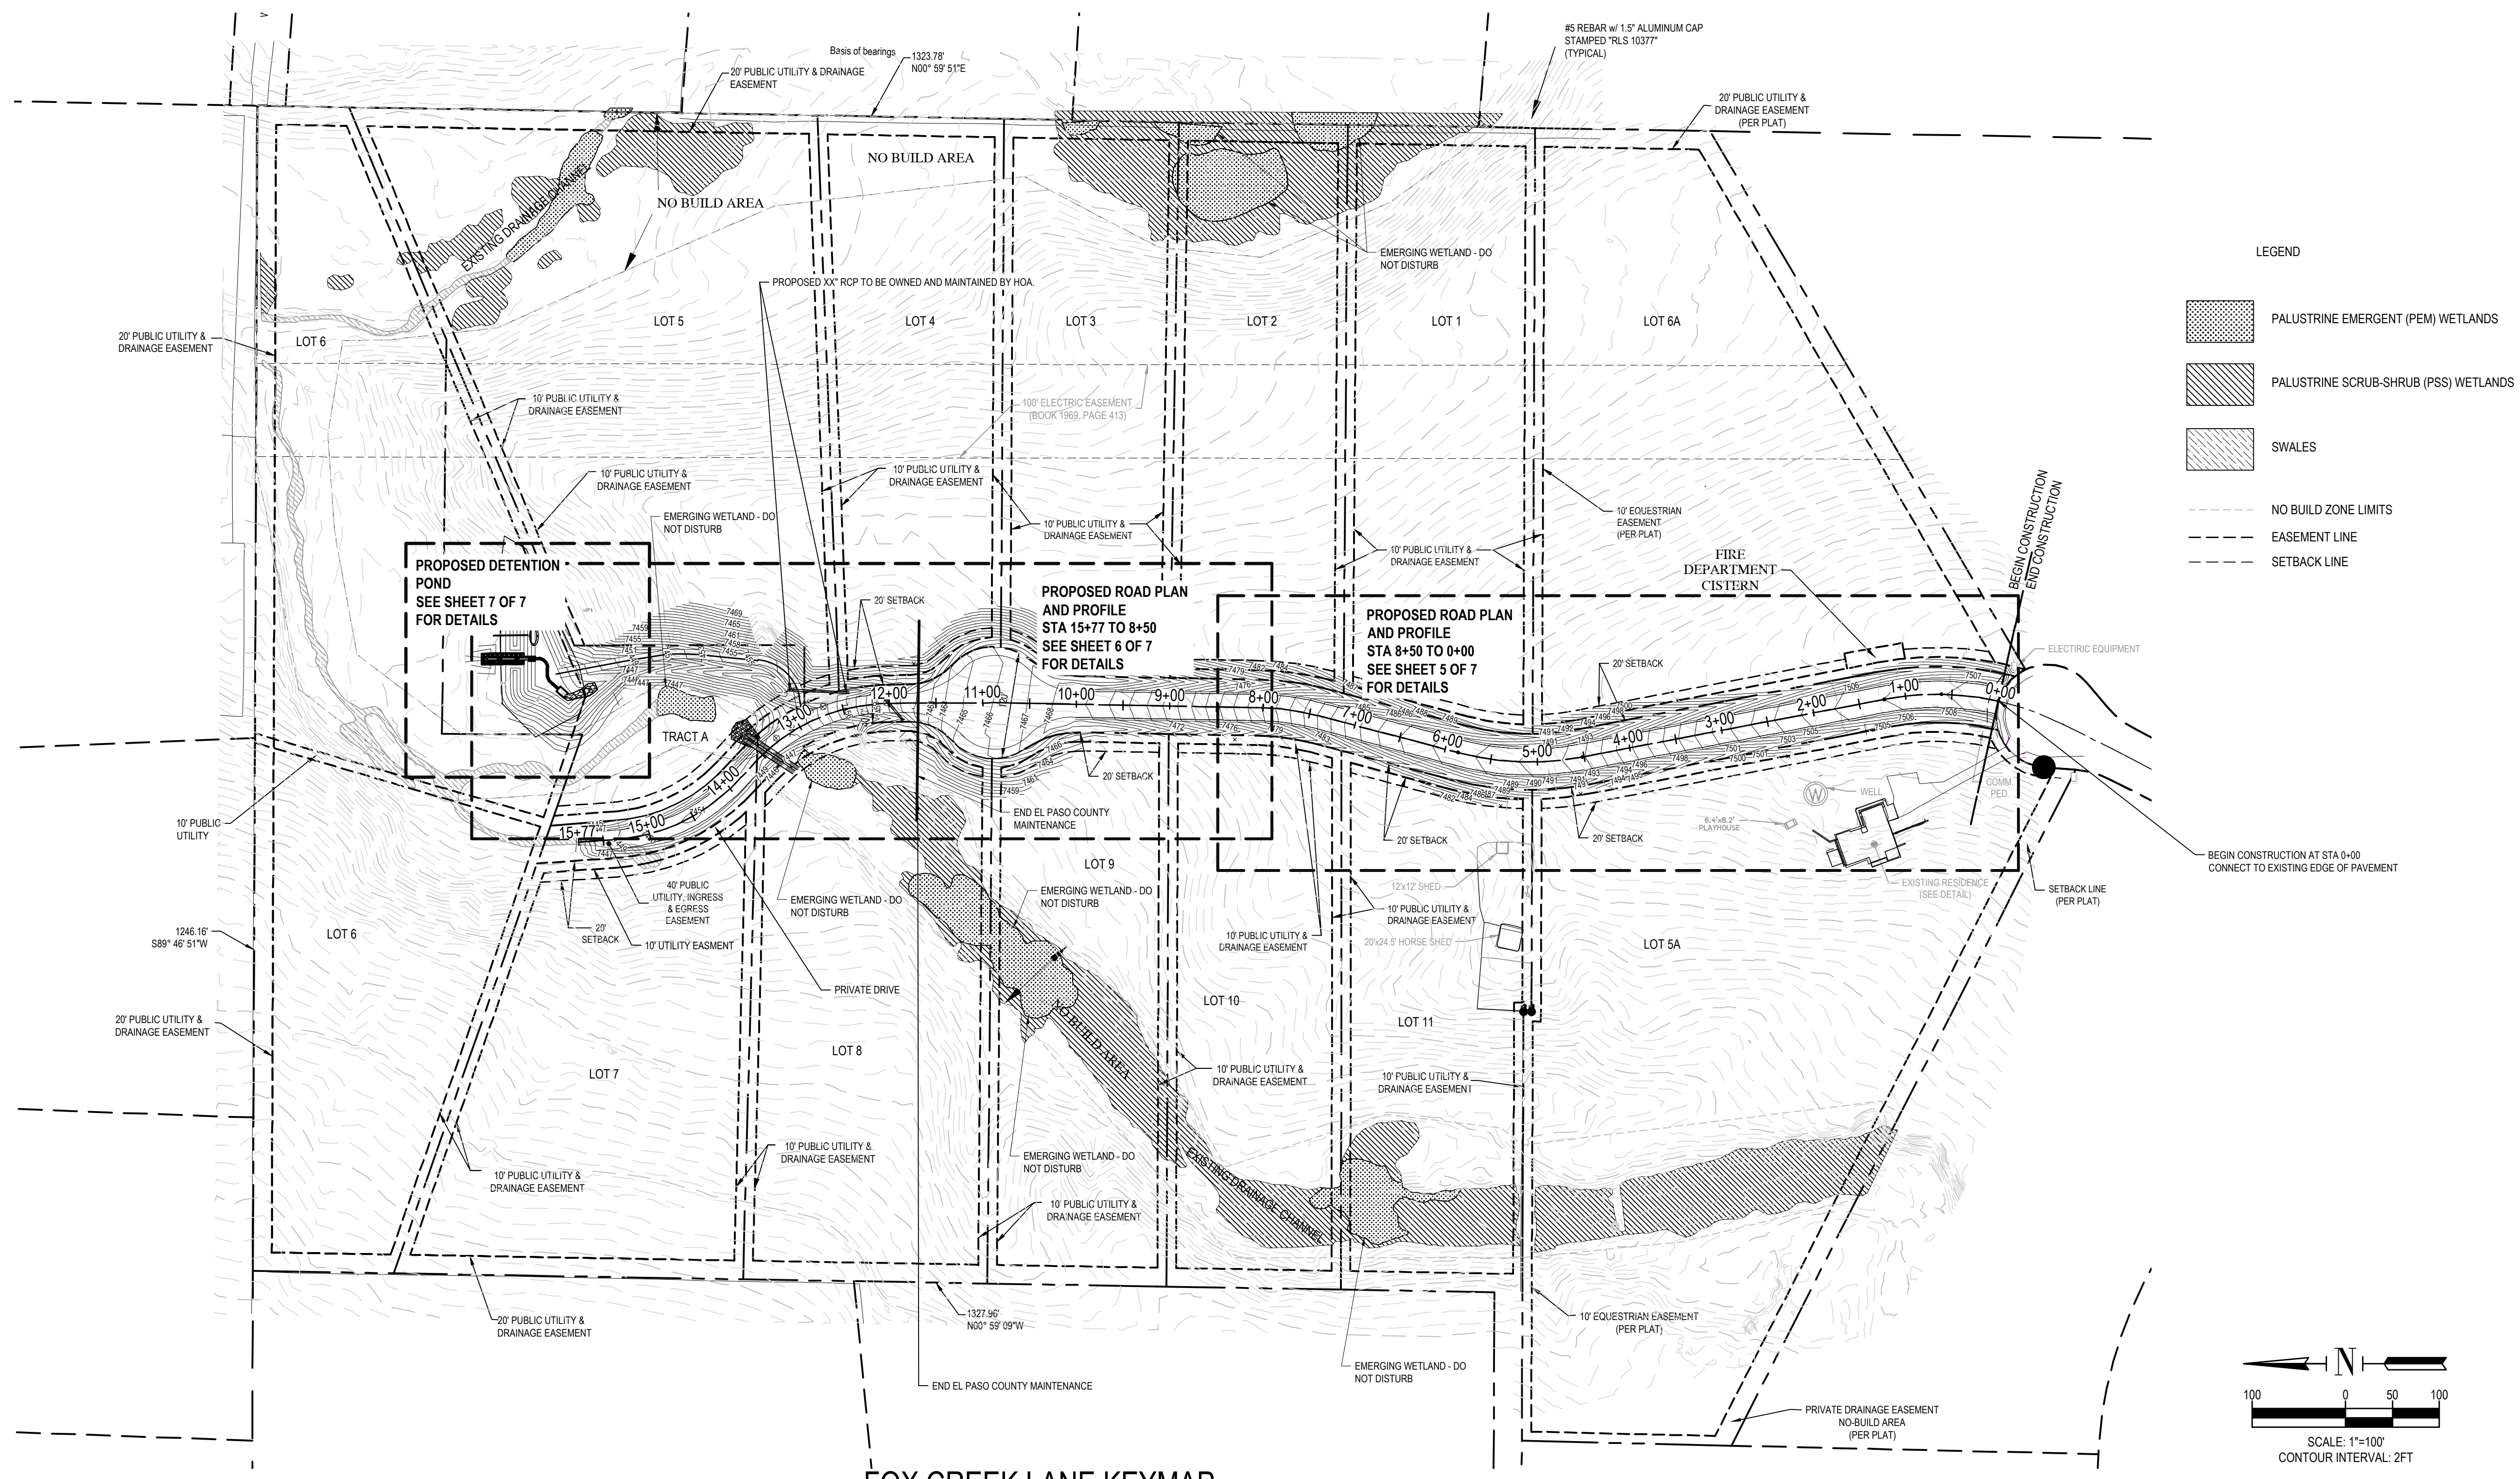 #5 REBAR w/ 1.5" ALUMINUM CAP
STAMPED "RLS 10377"
(TYPICAL)
Basis of bearings
1323.78'
N00° 59' 51"E
20' PUBLIC UTILITY & DRAINAGE
EASEMENT
20' PUBLIC UTILITY &
DRAINAGE EASEMENT
(PER PLAT)
NO BUILD AREA
NO BUILD AREA
EXISTING DRAINAGE CHANNEL
EMERGING WETLAND - DO
NOT DISTURB
PROPOSED XX" RCP TO BE OWNED AND MAINTAINED BY HOA.
LEGEND
PALUSTRINE EMERGENT (PEM) WETLANDS
PALUSTRINE SCRUB-SHRUB (PSS) WETLANDS
SWALES
NO BUILD ZONE LIMITS
EASEMENT LINE
SETBACK LINE
20' PUBLIC UTILITY &
DRAINAGE EASEMENT
LOT 6
LOT 5
LOT 4
LOT 3
LOT 2
LOT 1
LOT 6A
10' PUBLIC UTILITY &
DRAINAGE EASEMENT
100' ELECTRIC EASEMENT
(BOOK 1969, PAGE 413)
10' PUBLIC UTILITY &
DRAINAGE EASEMENT
10' PUBLIC UTILITY &
DRAINAGE EASEMENT
EMERGING WETLAND - DO
NOT DISTURB
10' PUBLIC UTILITY &
DRAINAGE EASEMENT
10' EQUESTRIAN
EASEMENT
(PER PLAT)
10' PUBLIC UTILITY &
DRAINAGE EASEMENT
FIRE
DEPARTMENT
CISTERN
BEGIN CONSTRUCTION
END CONSTRUCTION
PROPOSED DETENTION
POND
SEE SHEET 7 OF 7
FOR DETAILS
20' SETBACK
PROPOSED ROAD PLAN
AND PROFILE
STA 15+77 TO 8+50
SEE SHEET 6 OF 7
FOR DETAILS
PROPOSED ROAD PLAN
AND PROFILE
STA 8+50 TO 0+00
SEE SHEET 5 OF 7
FOR DETAILS
20' SETBACK
ELECTRIC EQUIPMENT
7469
7465
7461
7458
7455
7459
7455
7451
7447
15+77
15+00
14+00
13+00
12+00
11+00
10+00
9+00
8+00
7+00
6+00
5+00
4+00
3+00
2+00
1+00
0+00
TRACT A
20' SETBACK
END EL PASO COUNTY
MAINTENANCE
20' SETBACK
20' SETBACK
WELL
W
6.4'x8.2'
PLAYHOUSE
COMM.
PED.
EXISTING RESIDENCE
(SEE DETAIL)
BEGIN CONSTRUCTION AT STA 0+00
CONNECT TO EXISTING EDGE OF PAVEMENT
SETBACK LINE
(PER PLAT)
10' PUBLIC
UTILITY
40' PUBLIC
UTILITY, INGRESS
& EGRESS
EASEMENT
20'
SETBACK
10' UTILITY EASMENT
EMERGING WETLAND - DO
NOT DISTURB
LOT 9
EMERGING WETLAND - DO
NOT DISTURB
12'x12' SHED
10' PUBLIC UTILITY &
DRAINAGE EASEMENT
10' PUBLIC UTILITY &
DRAINAGE EASEMENT
20'x24.5' HORSE SHED
LOT 5A
1246.16'
S89° 46' 51"W
LOT 6
PRIVATE DRIVE
LOT 10
LOT 11
NO BUILD AREA
20' PUBLIC UTILITY &
DRAINAGE EASEMENT
LOT 7
LOT 8
10' PUBLIC UTILITY &
DRAINAGE EASEMENT
10' PUBLIC UTILITY &
DRAINAGE EASEMENT
10' PUBLIC UTILITY &
DRAINAGE EASEMENT
10' PUBLIC UTILITY &
DRAINAGE EASEMENT
EMERGING WETLAND - DO
NOT DISTURB
EXISTING DRAINAGE CHANNEL
10' PUBLIC UTILITY &
DRAINAGE EASEMENT
20' PUBLIC UTILITY &
DRAINAGE EASEMENT
1327.96'
N00° 59' 09"W
10' EQUESTRIAN EASEMENT
(PER PLAT)
EMERGING WETLAND - DO
NOT DISTURB
END EL PASO COUNTY MAINTENANCE
PRIVATE DRAINAGE EASEMENT
NO-BUILD AREA
(PER PLAT)
N
100 0 50 100
SCALE: 1"=100'
CONTOUR INTERVAL: 2FT
FOX CREEK LANE KEYMAP